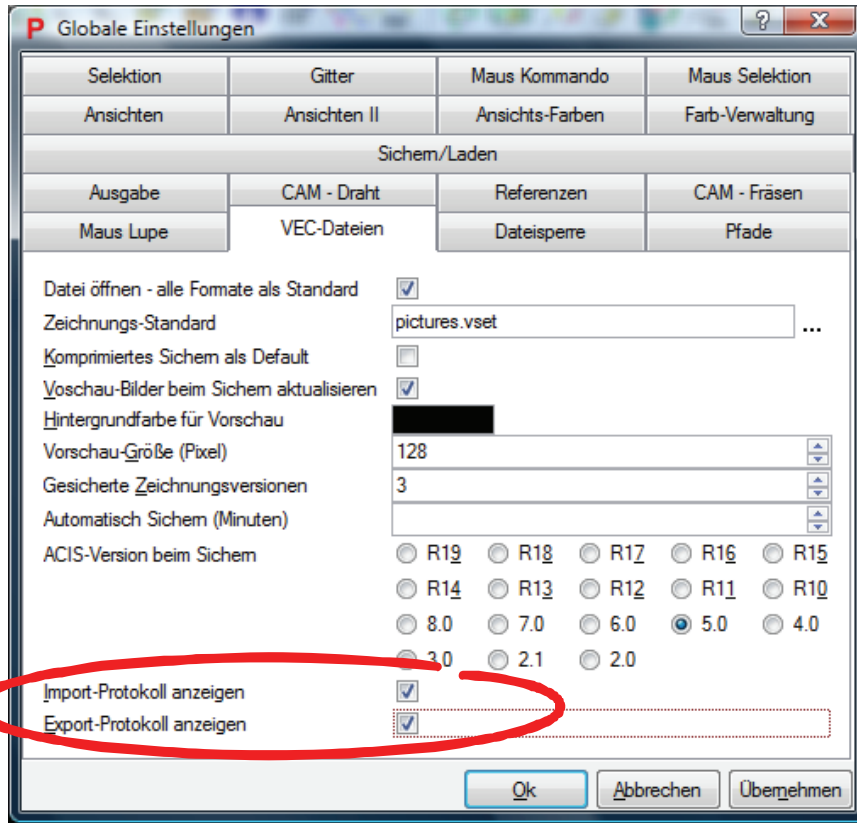 P Globale Einstellungen
Selektion Gitter Maus Kommando Maus Selektion
Ansichten Ansichten II Ansichts-Farben Farb-Verwaltung
Sichern/Laden
Ausgabe CAM - Draht Referenzen CAM - Fräsen
Maus Lupe VEC-Dateien Dateisperre Pfade
Datei öffnen - alle Formate als Standard
Zeichnungs-Standard pictures.vset ...
Komprimiertes Sichern als Default
Voschau-Bilder beim Sichern aktualisieren
Hintergrundfarbe für Vorschau
Vorschau-Größe (Pixel) 128
Gesicherte Zeichnungsversionen 3
Automatisch Sichern (Minuten)
ACIS-Version beim Sichern R19 R18 R17 R16 R15
R14 R13 R12 R11 R10
8.0 7.0 6.0 5.0 4.0
3.0 2.1 2.0
Import-Protokoll anzeigen
Export-Protokoll anzeigen
Ok Abbrechen Übernehmen